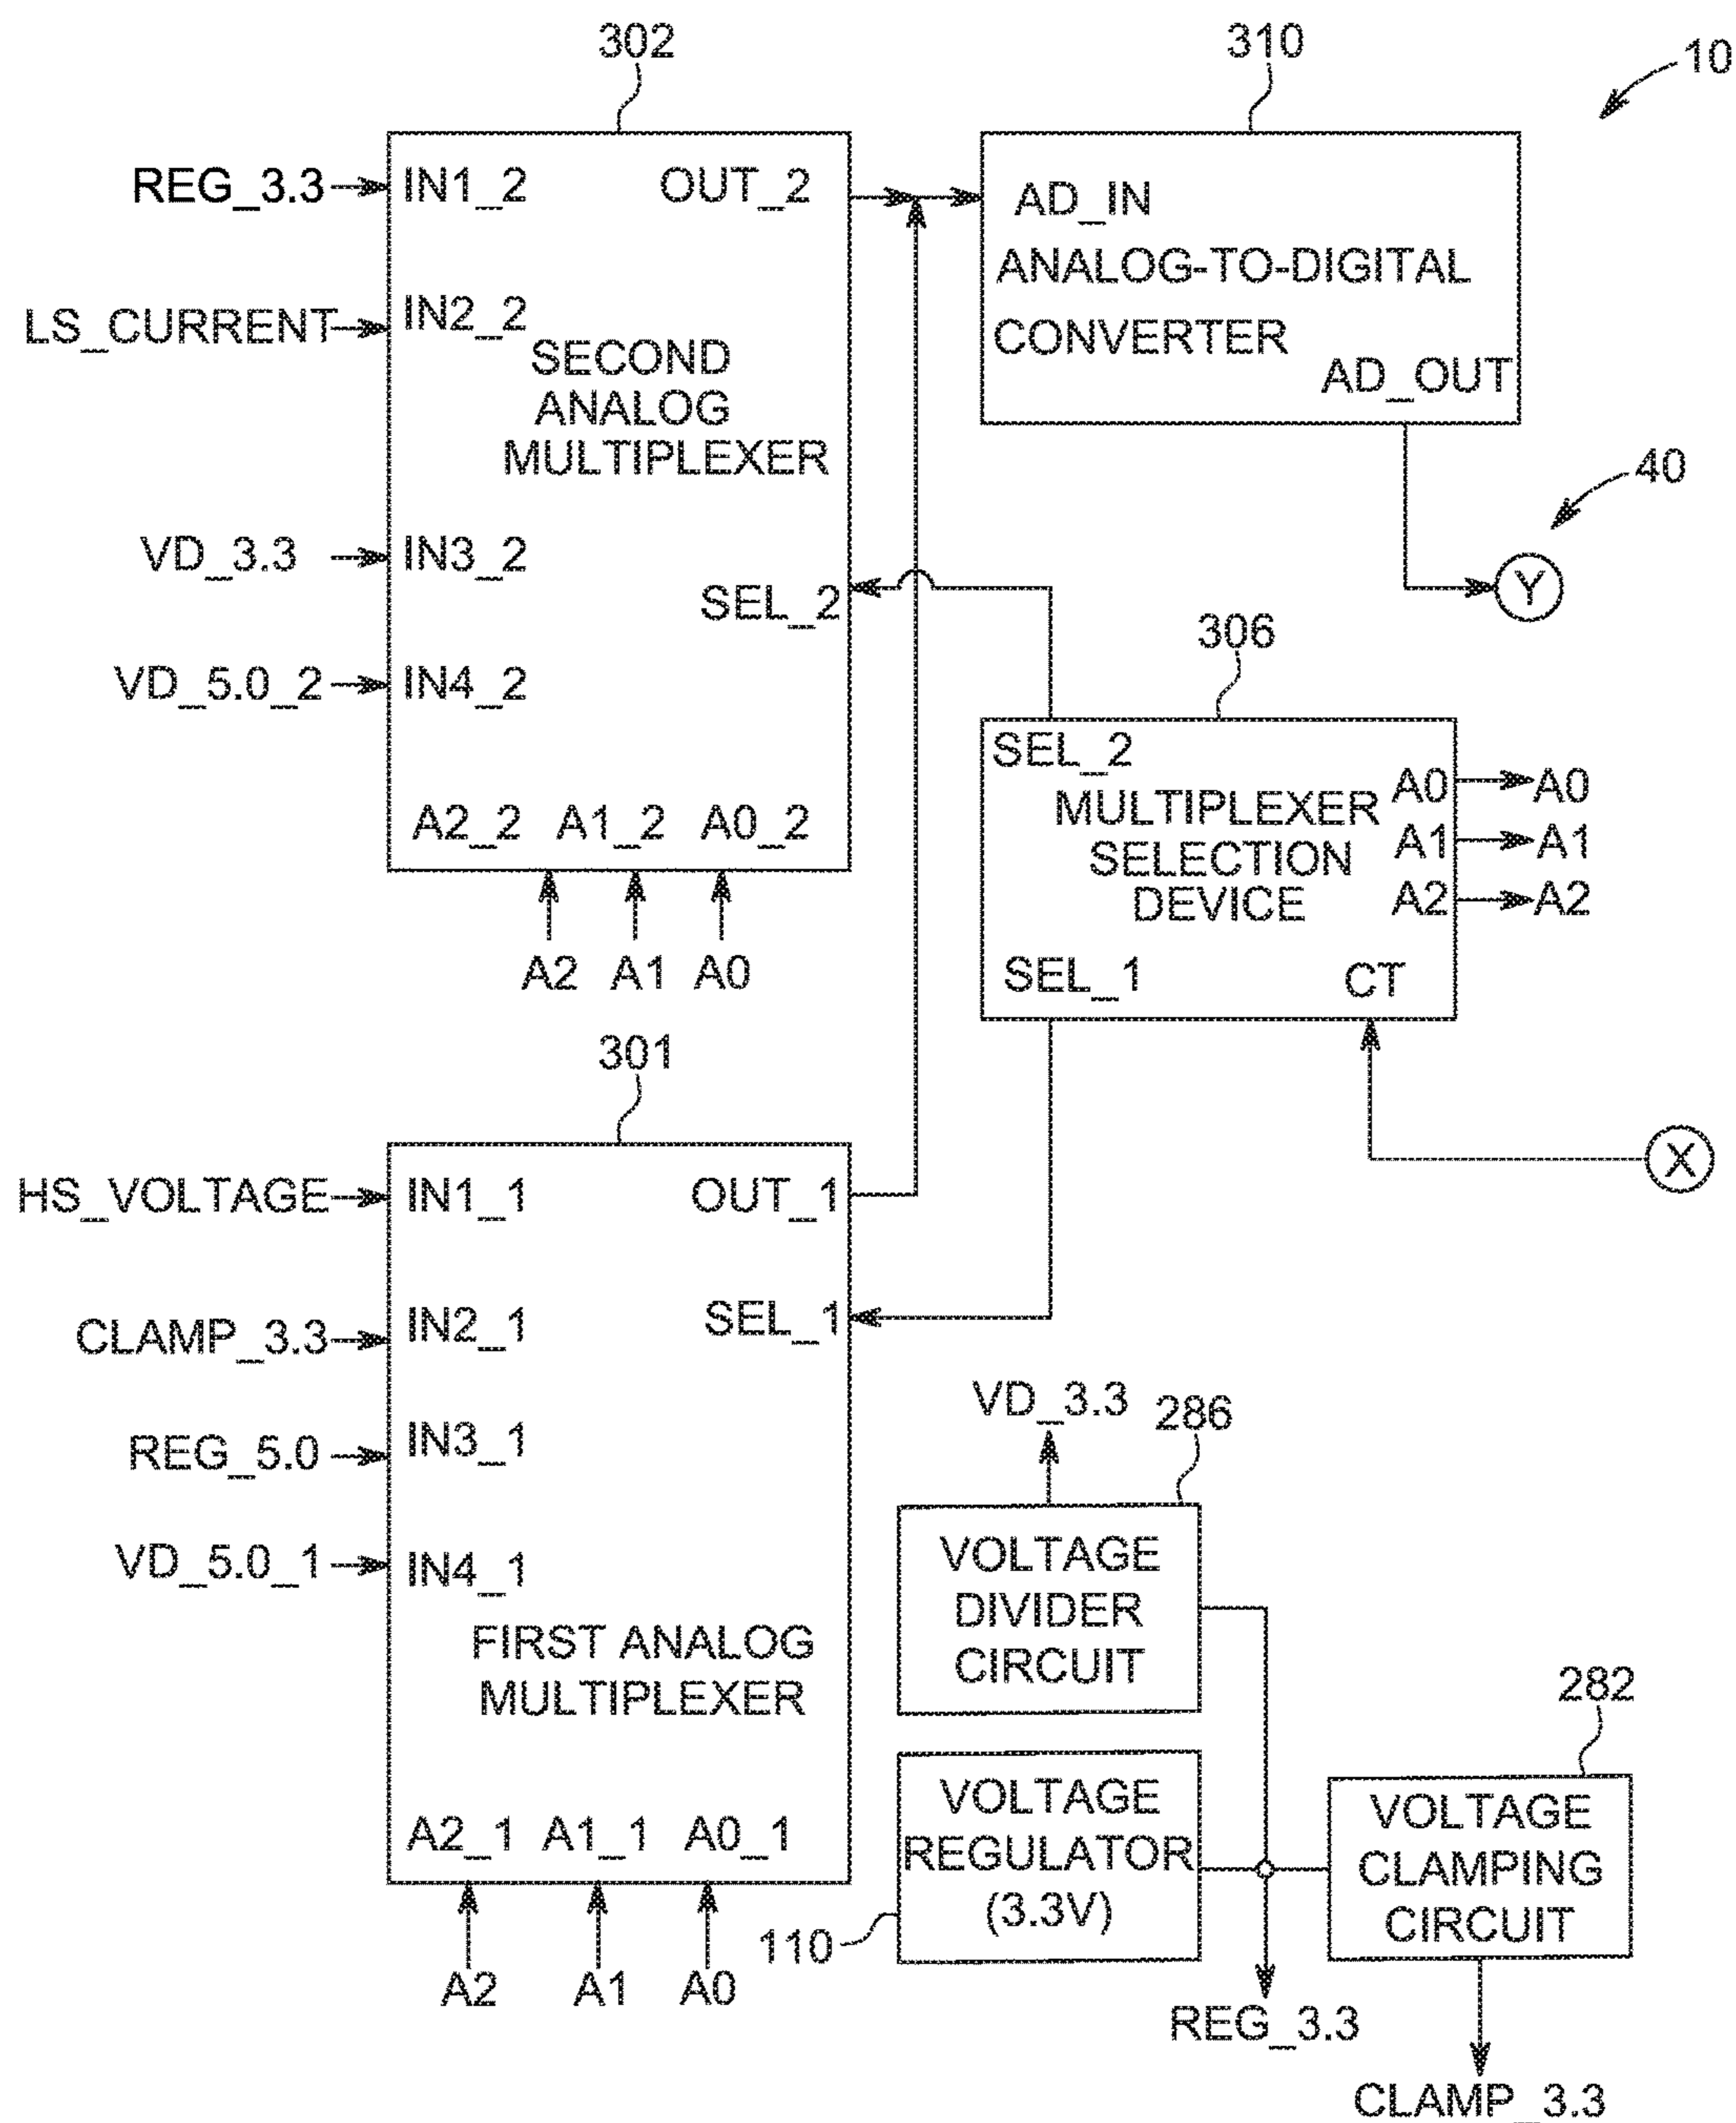 302
310
10
REG_3.3
IN1_2
OUT_2
AD_IN
ANALOG-TO-DIGITAL
CONVERTER
AD_OUT
LS_CURRENT
IN2_2
SECOND
ANALOG
MULTIPLEXER
40
VD_3.3
IN3_2
SEL_2
Y
VD_5.0_2
IN4_2
306
SEL_2
MULTIPLEXER
SELECTION
DEVICE
A0
A0
A1
A1
A2
A2
SEL_1
CT
A2_2
A1_2
A0_2
A2
A1
A0
301
X
HS_VOLTAGE
IN1_1
OUT_1
CLAMP_3.3
IN2_1
SEL_1
REG_5.0
IN3_1
VD_5.0_1
IN4_1
FIRST ANALOG
MULTIPLEXER
A2_1
A1_1
A0_1
A2
A1
A0
VD_3.3
286
VOLTAGE
DIVIDER
CIRCUIT
VOLTAGE
REGULATOR
(3.3V)
110
282
VOLTAGE
CLAMPING
CIRCUIT
REG_3.3
CLAMP_3.3